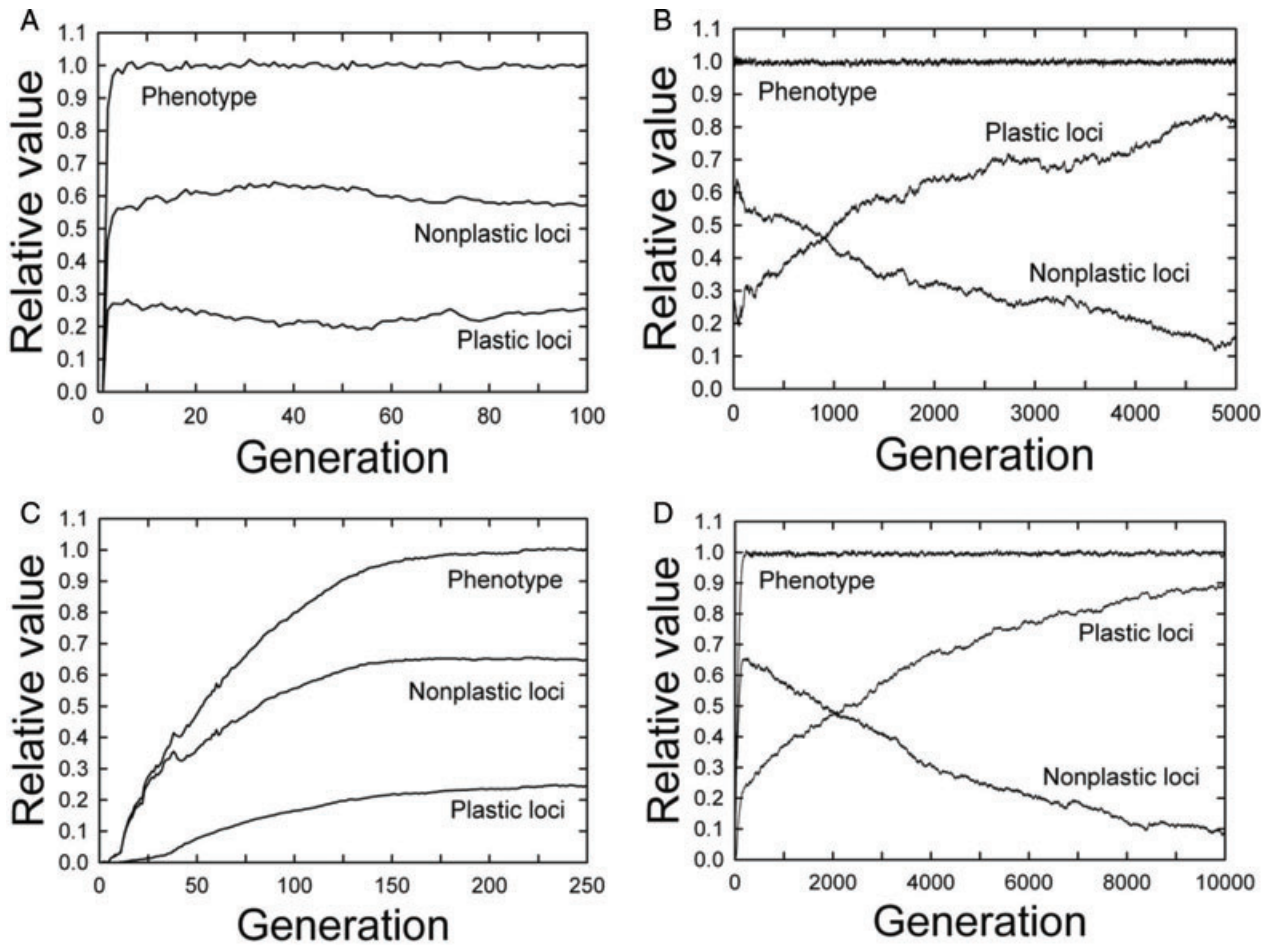 A
Relative value
1.1
1.0
0.9
0.8
0.7
0.6
0.5
0.4
0.3
0.2
0.1
0.0
Phenotype
Nonplastic loci
Plastic loci
0 20 40 60 80 100
Generation
B
Relative value
1.1
1.0
0.9
0.8
0.7
0.6
0.5
0.4
0.3
0.2
0.1
0.0
Phenotype
Plastic loci
Nonplastic loci
0 1000 2000 3000 4000 5000
Generation
C
Relative value
1.1
1.0
0.9
0.8
0.7
0.6
0.5
0.4
0.3
0.2
0.1
0.0
Phenotype
Nonplastic loci
Plastic loci
0 50 100 150 200 250
Generation
D
Relative value
1.1
1.0
0.9
0.8
0.7
0.6
0.5
0.4
0.3
0.2
0.1
0.0
Phenotype
Plastic loci
Nonplastic loci
0 2000 4000 6000 8000 10000
Generation